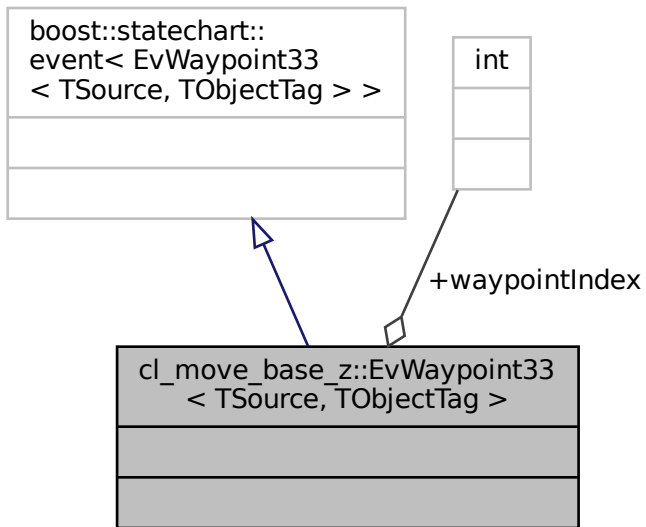 boost::statechart::
event< EvWaypoint33
< TSource, TObjectTag > >
int
+waypointIndex
cl_move_base_z::EvWaypoint33
< TSource, TObjectTag >